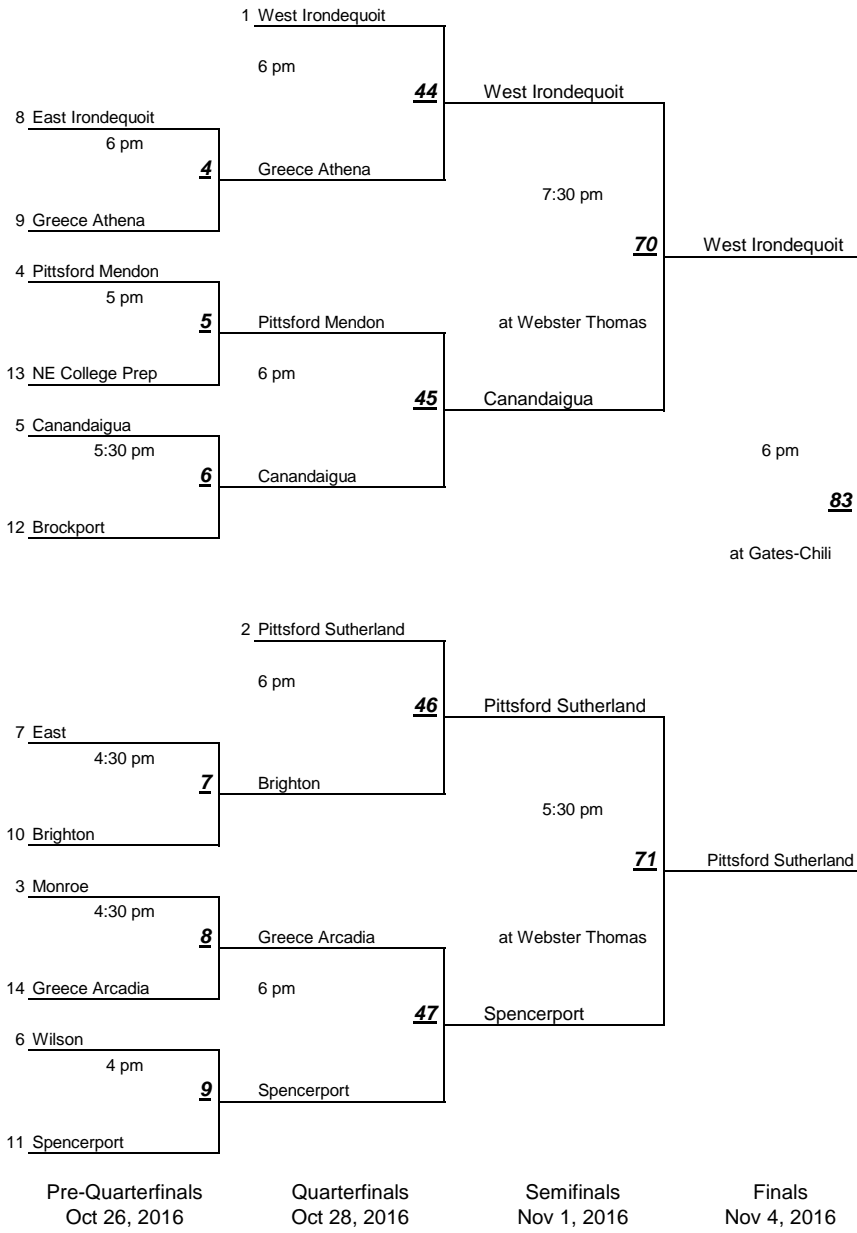 1 West Irondequoit
6 pm
44 West Irondequoit
8 East Irondequoit
6 pm
4 Greece Athena
7:30 pm
9 Greece Athena
70 West Irondequoit
4 Pittsford Mendon
5 pm
5 Pittsford Mendon at Webster Thomas
13 NE College Prep 6 pm
45 Canandaigua
5 Canandaigua
5:30 pm 6 pm
6 Canandaigua
83
12 Brockport
at Gates-Chili
2 Pittsford Sutherland
6 pm
46 Pittsford Sutherland
7 East
4:30 pm
7 Brighton
5:30 pm
10 Brighton
71 Pittsford Sutherland
3 Monroe
4:30 pm
8 Greece Arcadia at Webster Thomas
14 Greece Arcadia 6 pm
47 Spencerport
6 Wilson
4 pm
9 Spencerport
11 Spencerport
Pre-Quarterfinals Quarterfinals Semifinals Finals
Oct 26, 2016 Oct 28, 2016 Nov 1, 2016 Nov 4, 2016